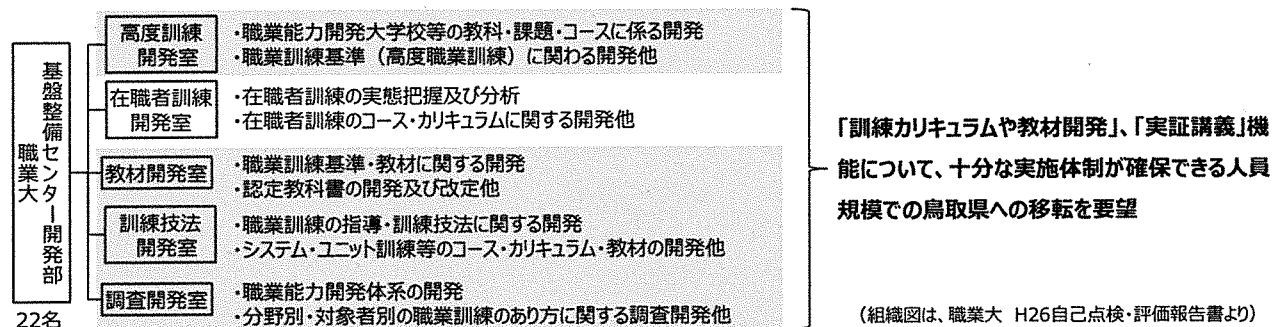 職業大
基盤整備センター開発部
22名
高度訓練
開発室
・職業能力開発大学校等の教科・課題・コースに係る開発
・職業訓練基準（高度職業訓練）に関わる開発他
在職者訓練
開発室
・在職者訓練の実態把握及び分析
・在職者訓練のコース・カリキュラムに関する開発他
教材開発室
・職業訓練基準・教材に関する開発
・認定教科書の開発及び改定他
訓練技法
開発室
・職業訓練の指導・訓練技法に関する開発
・システム・ユニット訓練等のコース・カリキュラム・教材の開発他
調査開発室
・職業能力開発体系の開発
・分野別・対象者別の職業訓練のあり方に関する調査開発他
「訓練カリキュラムや教材開発」、「実証講義」機
能について、十分な実施体制が確保できる人員
規模での鳥取県への移転を要望
（組織図は、職業大 H26自己点検・評価報告書より）